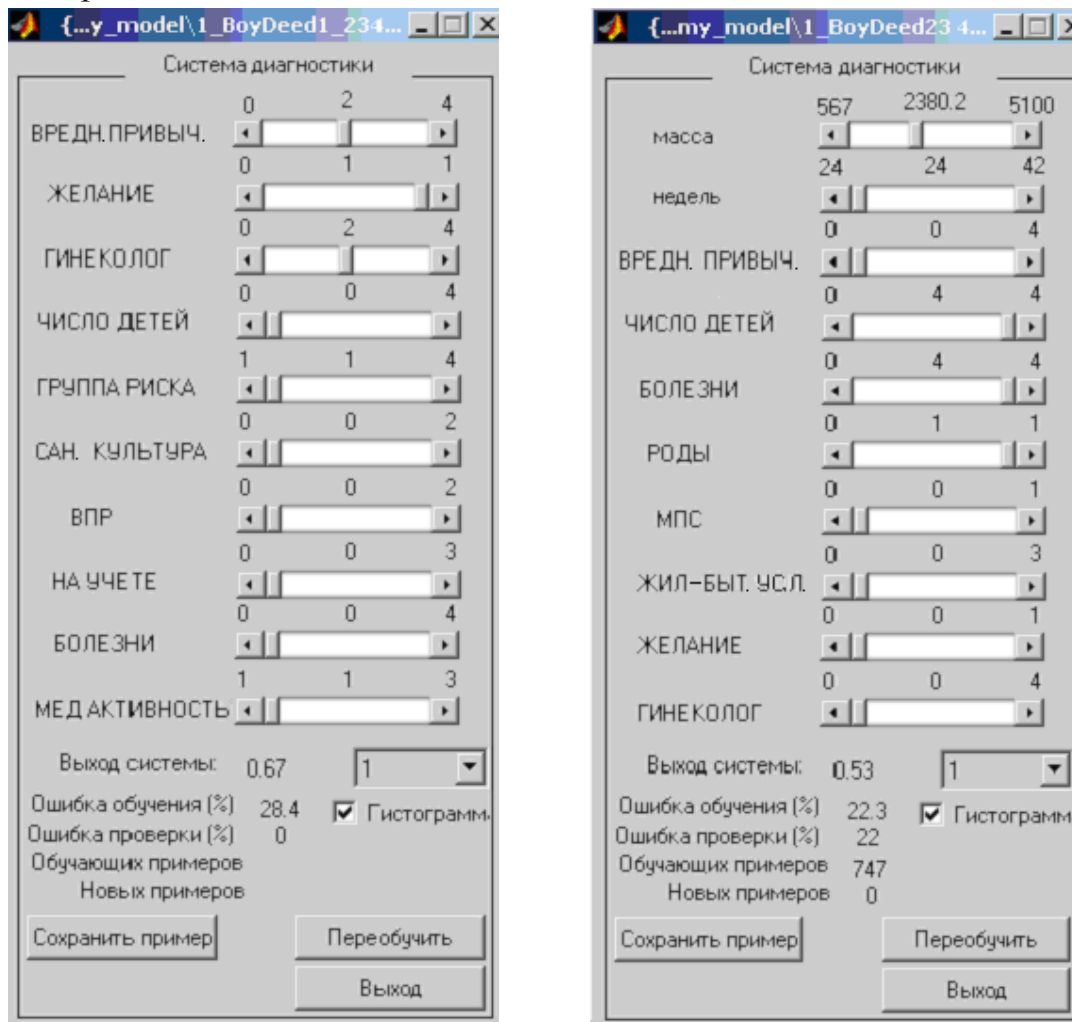 {...y_model\1_BoyDeed1_234...
Система диагностики
0 2 4
ВРЕДН.ПРИВЫЧ.
0 1 1
ЖЕЛАНИЕ
0 2 4
ГИНЕКОЛОГ
0 0 4
ЧИСЛО ДЕТЕЙ
1 1 4
ГРУППА РИСКА
0 0 2
САН. КУЛЬТУРА
0 0 2
ВПР
0 0 3
НА УЧЕТЕ
0 0 4
БОЛЕЗНИ
1 1 3
МЕД АКТИВНОСТЬ
Выход системы: 0.67 1
Ошибка обучения (%) 28.4 Гистограмм
Ошибка проверки (%) 0
Обучающих примеров
Новых примеров
Сохранить пример Переобучить
Выход
{...my_model\1_BoyDeed23 4...
Система диагностики
567 2380.2 5100
масса
24 24 42
недель
0 0 4
ВРЕДН. ПРИВЫЧ.
0 4 4
ЧИСЛО ДЕТЕЙ
0 4 4
БОЛЕЗНИ
0 1 1
РОДЫ
0 0 1
МПС
0 0 3
ЖИЛ-БЫТ. УСЛ.
0 0 1
ЖЕЛАНИЕ
0 0 4
ГИНЕКОЛОГ
Выход системы: 0.53 1
Ошибка обучения (%) 22.3 Гистограмм
Ошибка проверки (%) 22
Обучающих примеров 747
Новых примеров 0
Сохранить пример Переобучить
Выход